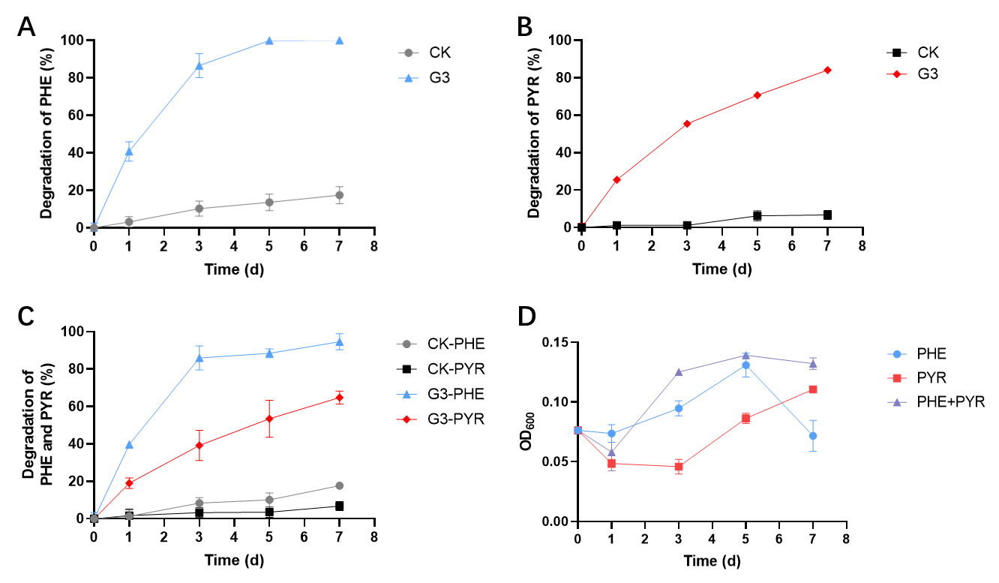 A
Degradation of PHE (%)
100
80
60
40
20
0
0 1 2 3 4 5 6 7 8
Time (d)
CK
G3
B
Degradation of PYR (%)
100
80
60
40
20
0
0 1 2 3 4 5 6 7 8
Time (d)
CK
G3
C
Degradation of
PHE and PYR (%)
100
80
60
40
20
0
0 1 2 3 4 5 6 7 8
Time (d)
CK-PHE
CK-PYR
G3-PHE
G3-PYR
D
OD600
0.15
0.10
0.05
0.00
0 1 2 3 4 5 6 7 8
Time (d)
PHE
PYR
PHE+PYR